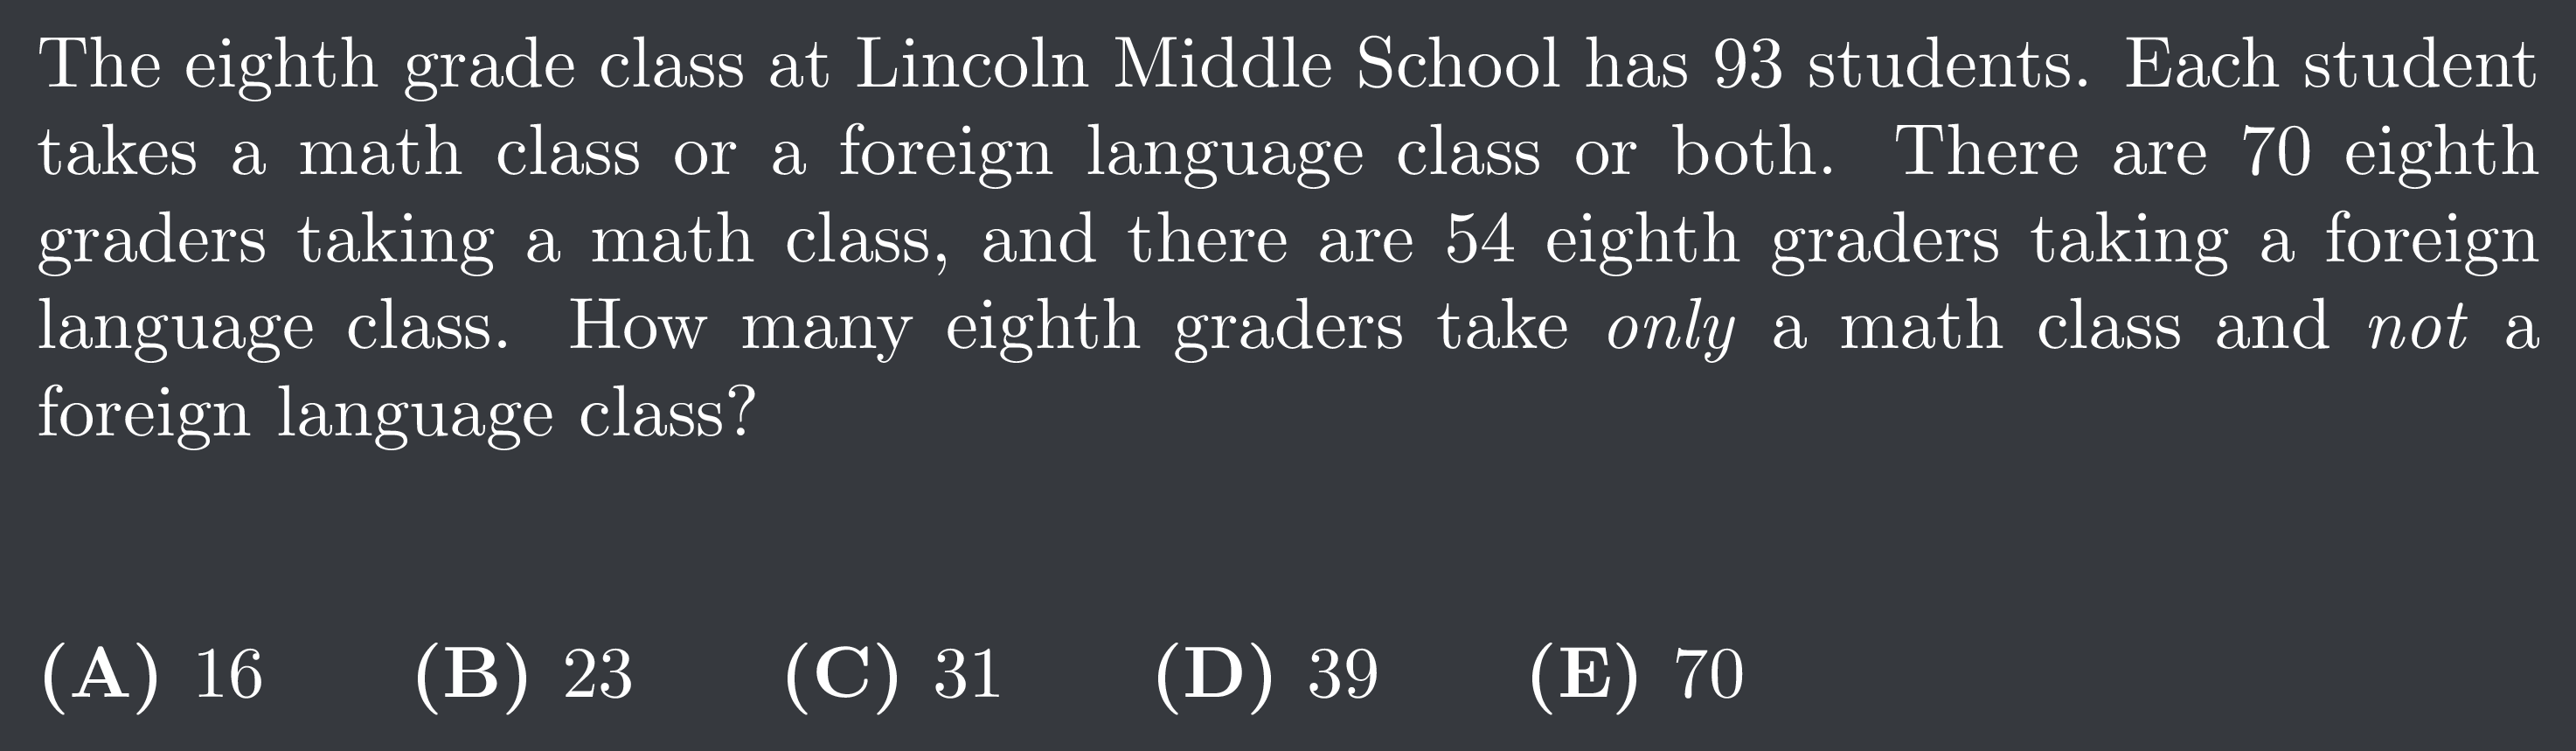 The eighth grade class at Lincoln Middle School has 93 students. Each student
takes a math class or a foreign language class or both. There are 70 eighth
graders taking a math class, and there are 54 eighth graders taking a foreign
language class. How many eighth graders take only a math class and not a
foreign language class?
(A) 16 (B) 23 (C) 31 (D) 39 (E) 70